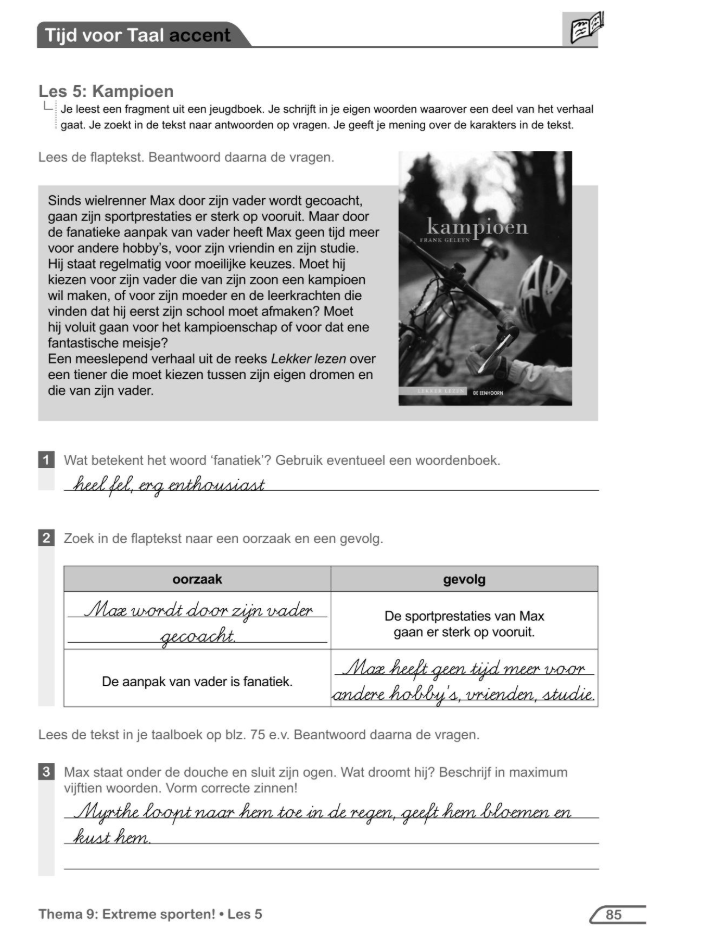 Tijd voor Taal accent
Les 5: Kampioen
Je leest een fragment uit een jeugdboek. Je schrijft in je eigen woorden waarover een deel van het verhaal
gaat. Je zoekt in de tekst naar antwoorden op vragen. Je geeft je mening over de karakters in de tekst.
Lees de flaptekst. Beantwoord daarna de vragen.
Sinds wielrenner Max door zijn vader wordt gecoacht,
gaan zijn sportprestaties er sterk op vooruit. Maar door
de fanatieke aanpak van vader heeft Max geen tijd meer
voor andere hobby's, voor zijn vriendin en zijn studie.
Hij staat regelmatig voor moeilijke keuzes. Moet hij
kiezen voor zijn vader die van zijn zoon een kampioen
wil maken, of voor zijn moeder en de leerkrachten die
vinden dat hij eerst zijn school moet afmaken? Moet
hij voluit gaan voor het kampioenschap of voor dat ene
fantastische meisje?
Een meeslepend verhaal uit de reeks Lekker lezen over
een tiener die moet kiezen tussen zijn eigen dromen en
die van zijn vader.
kampioen
FRANK GELEYN
LEKKER LEZEN
DE EENHOORN
1 Wat betekent het woord 'fanatiek'? Gebruik eventueel een woordenboek.
heel fel, erg enthousiast
2 Zoek in de flaptekst naar een oorzaak en een gevolg.
oorzaak
gevolg
Max wordt door zijn vader
gecoacht.
De sportprestaties van Max
gaan er sterk op vooruit.
De aanpak van vader is fanatiek.
Max heeft geen tijd meer voor
andere hobby's, vrienden, studie.
Lees de tekst in je taalboek op blz. 75 e.v. Beantwoord daarna de vragen.
3 Max staat onder de douche en sluit zijn ogen. Wat droomt hij? Beschrijf in maximum
vijftien woorden. Vorm correcte zinnen!
Myrthe loopt naar hem toe in de regen, geeft hem bloemen en
kust hem.
Thema 9: Extreme sporten! • Les 5
85